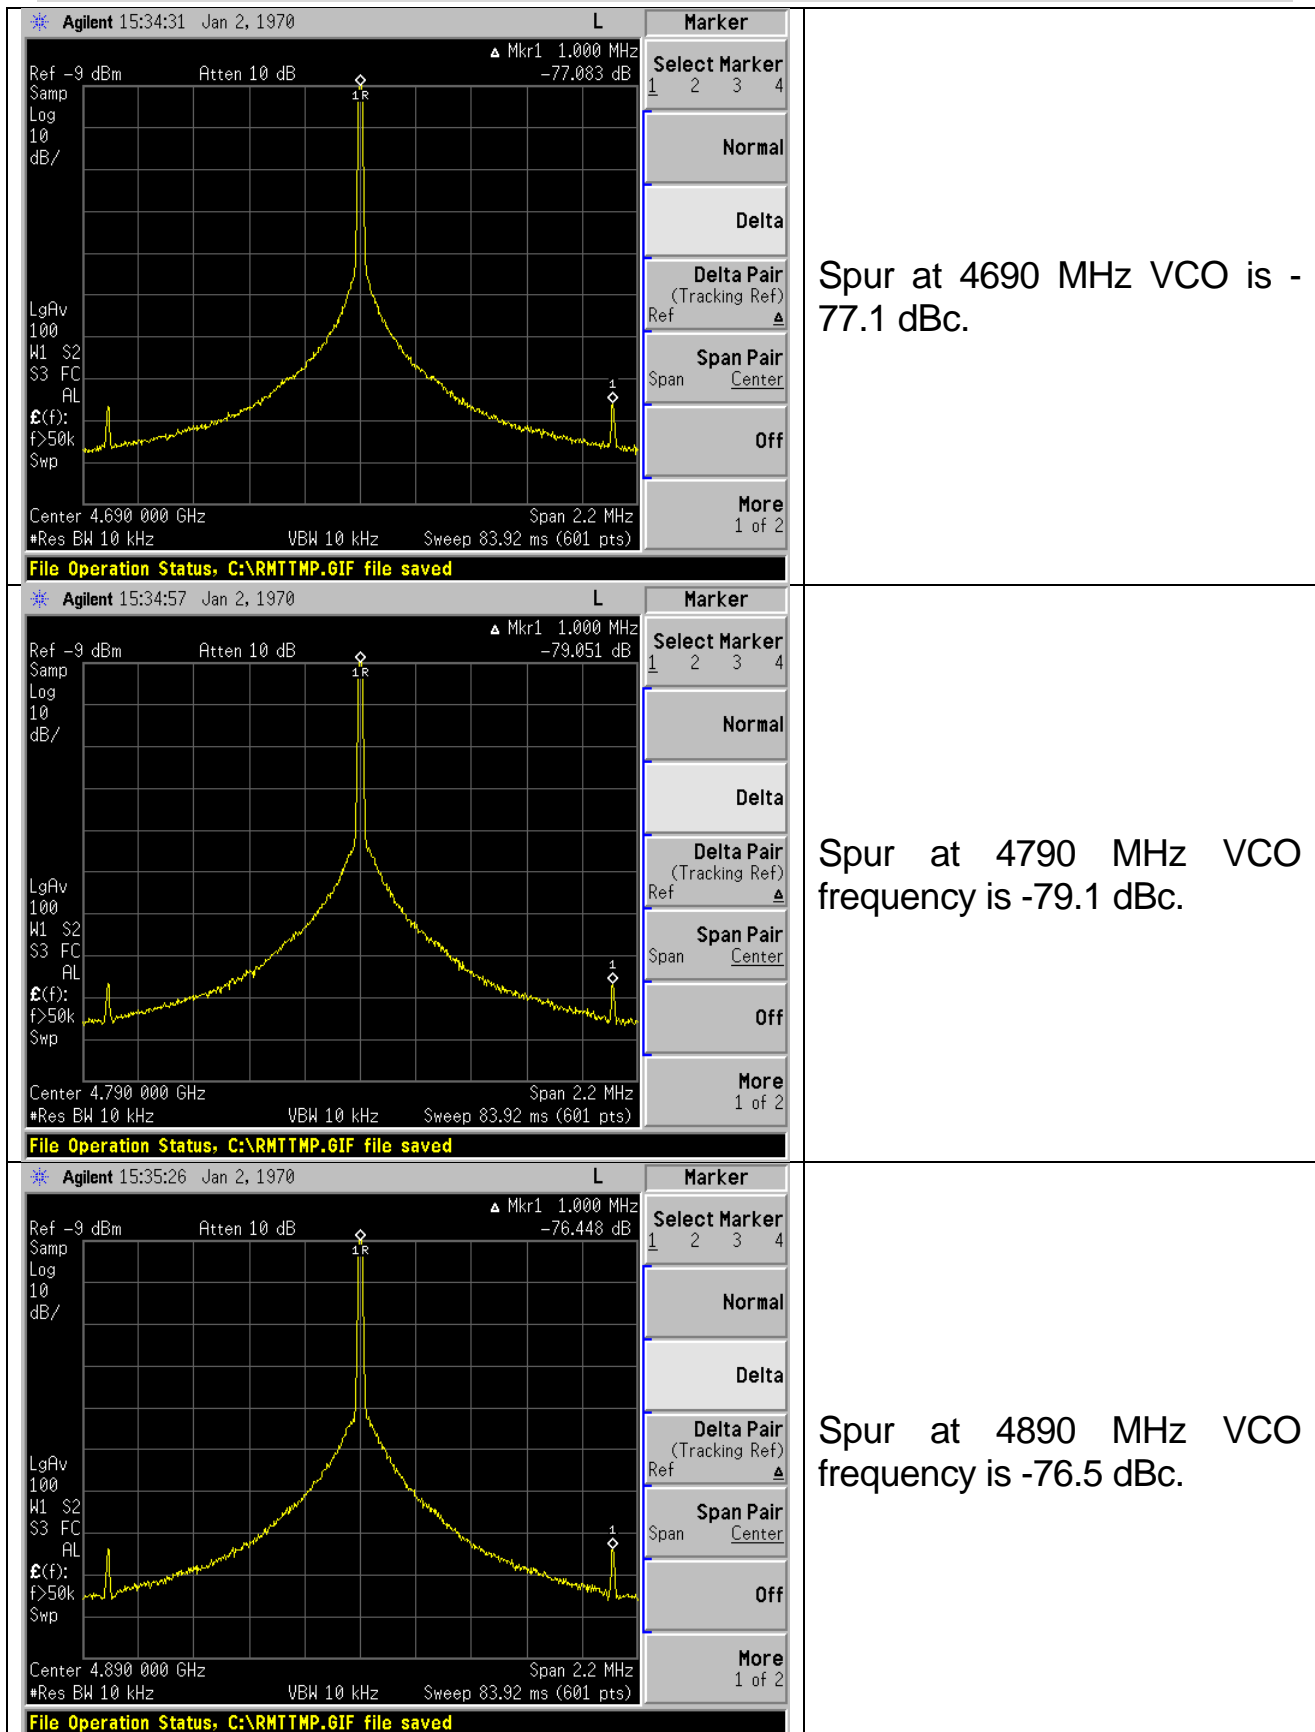 Agilent 15:34:31 Jan 2, 1970 L Marker
Δ Mkr1 1.000 MHz
Ref -9 dBm Atten 10 dB -77.083 dB
Samp
Log
10
dB/
1R
LgAv
100
W1 S2
S3 FC
AL
£(f):
f>50k
Swp
1
Center 4.690 000 GHz Span 2.2 MHz
#Res BW 10 kHz VBW 10 kHz Sweep 83.92 ms (601 pts)
File Operation Status, C:\RMTTMP.GIF file saved
Select Marker
1 2 3 4
Normal
Delta
Delta Pair
(Tracking Ref)
Ref Δ
Span Pair
Span Center
Off
More
1 of 2
Spur at 4690 MHz VCO is -
77.1 dBc.
Agilent 15:34:57 Jan 2, 1970 L Marker
Δ Mkr1 1.000 MHz
Ref -9 dBm Atten 10 dB -79.051 dB
Samp
Log
10
dB/
1R
LgAv
100
W1 S2
S3 FC
AL
£(f):
f>50k
Swp
1
Center 4.790 000 GHz Span 2.2 MHz
#Res BW 10 kHz VBW 10 kHz Sweep 83.92 ms (601 pts)
File Operation Status, C:\RMTTMP.GIF file saved
Select Marker
1 2 3 4
Normal
Delta
Delta Pair
(Tracking Ref)
Ref Δ
Span Pair
Span Center
Off
More
1 of 2
Spur at 4790 MHz VCO
frequency is -79.1 dBc.
Agilent 15:35:26 Jan 2, 1970 L Marker
Δ Mkr1 1.000 MHz
Ref -9 dBm Atten 10 dB -76.448 dB
Samp
Log
10
dB/
1R
LgAv
100
W1 S2
S3 FC
AL
£(f):
f>50k
Swp
1
Center 4.890 000 GHz Span 2.2 MHz
#Res BW 10 kHz VBW 10 kHz Sweep 83.92 ms (601 pts)
File Operation Status, C:\RMTTMP.GIF file saved
Select Marker
1 2 3 4
Normal
Delta
Delta Pair
(Tracking Ref)
Ref Δ
Span Pair
Span Center
Off
More
1 of 2
Spur at 4890 MHz VCO
frequency is -76.5 dBc.